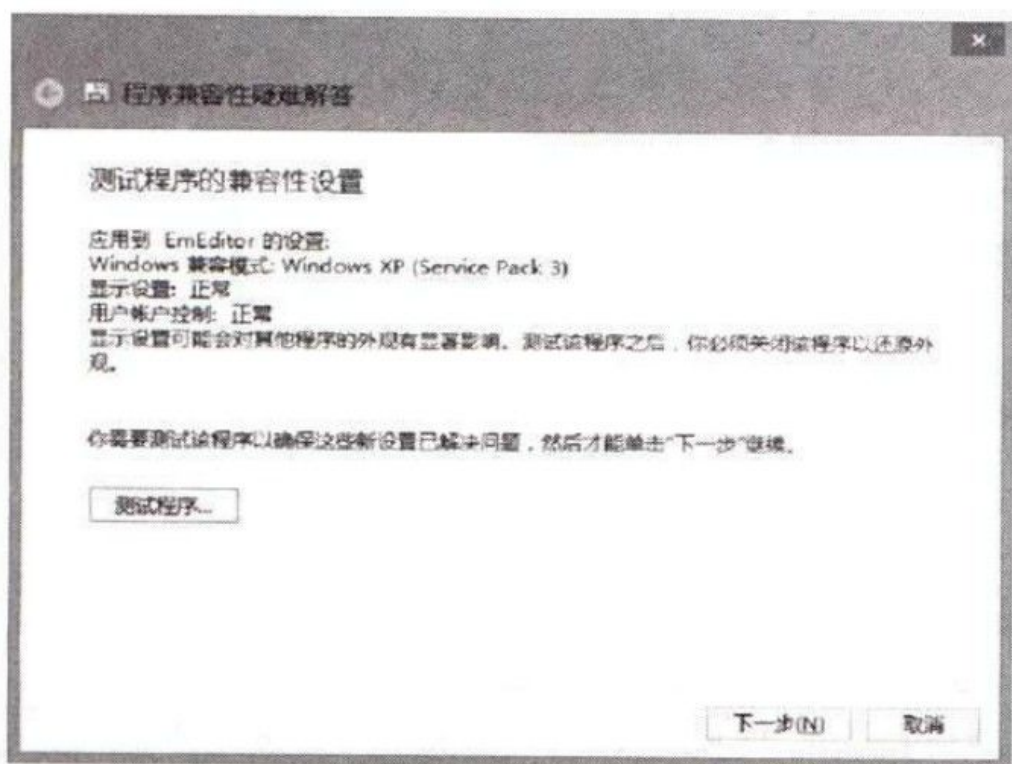 程序兼容性疑难解答
测试程序的兼容性设置
应用到 EmEditor 的设置:
Windows 兼容模式: Windows XP (Service Pack 3)
显示设置: 正常
用户帐户控制: 正常
显示设置可能会对其他程序的外观有显著影响。测试该程序之后，你必须关闭该程序以还原外
观。
你需要测试该程序以确保这些新设置已解决问题，然后才能单击“下一步”继续。
测试程序...
下一步(N)
取消